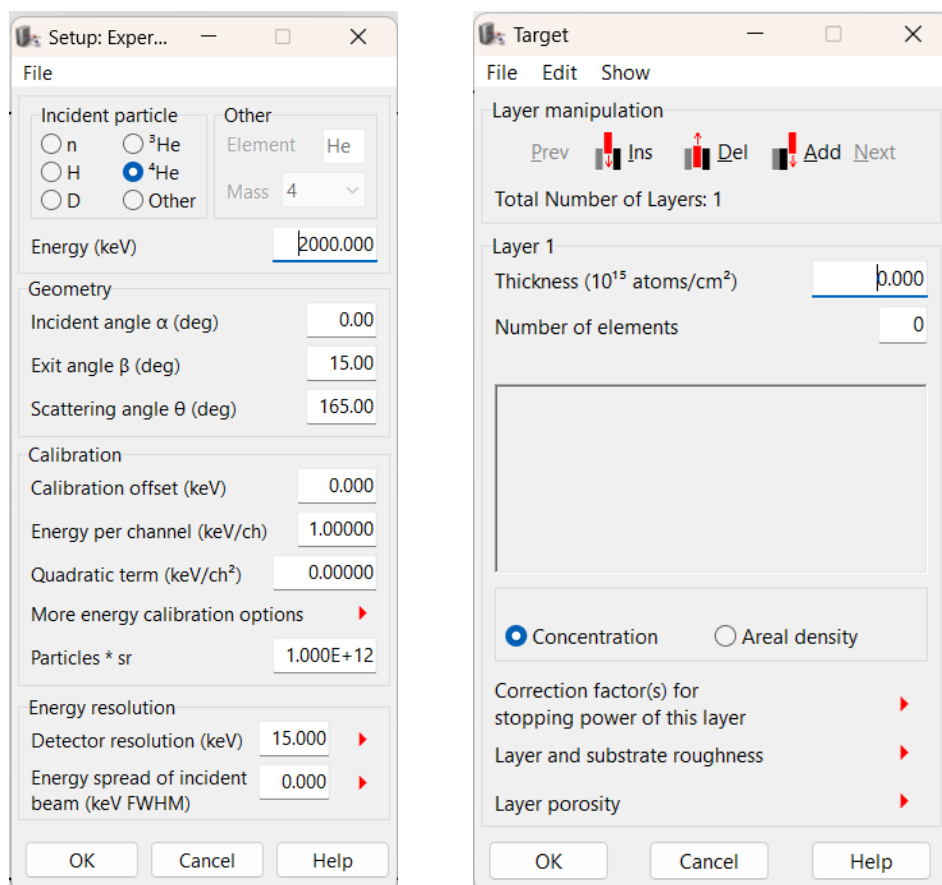 Setup: Exper...
File
Incident particle
n
³He
H
⁴He
D
Other
Other
Element He
Mass 4
Energy (keV) 2000.000
Geometry
Incident angle α (deg) 0.00
Exit angle β (deg) 15.00
Scattering angle θ (deg) 165.00
Calibration
Calibration offset (keV) 0.000
Energy per channel (keV/ch) 1.00000
Quadratic term (keV/ch²) 0.00000
More energy calibration options
Particles * sr 1.000E+12
Energy resolution
Detector resolution (keV) 15.000
Energy spread of incident 0.000
beam (keV FWHM)
OK Cancel Help
Target
File Edit Show
Layer manipulation
Prev Ins Del Add Next
Total Number of Layers: 1
Layer 1
Thickness (10¹⁵ atoms/cm²) 0.000
Number of elements 0
Concentration Areal density
Correction factor(s) for
stopping power of this layer
Layer and substrate roughness
Layer porosity
OK Cancel Help